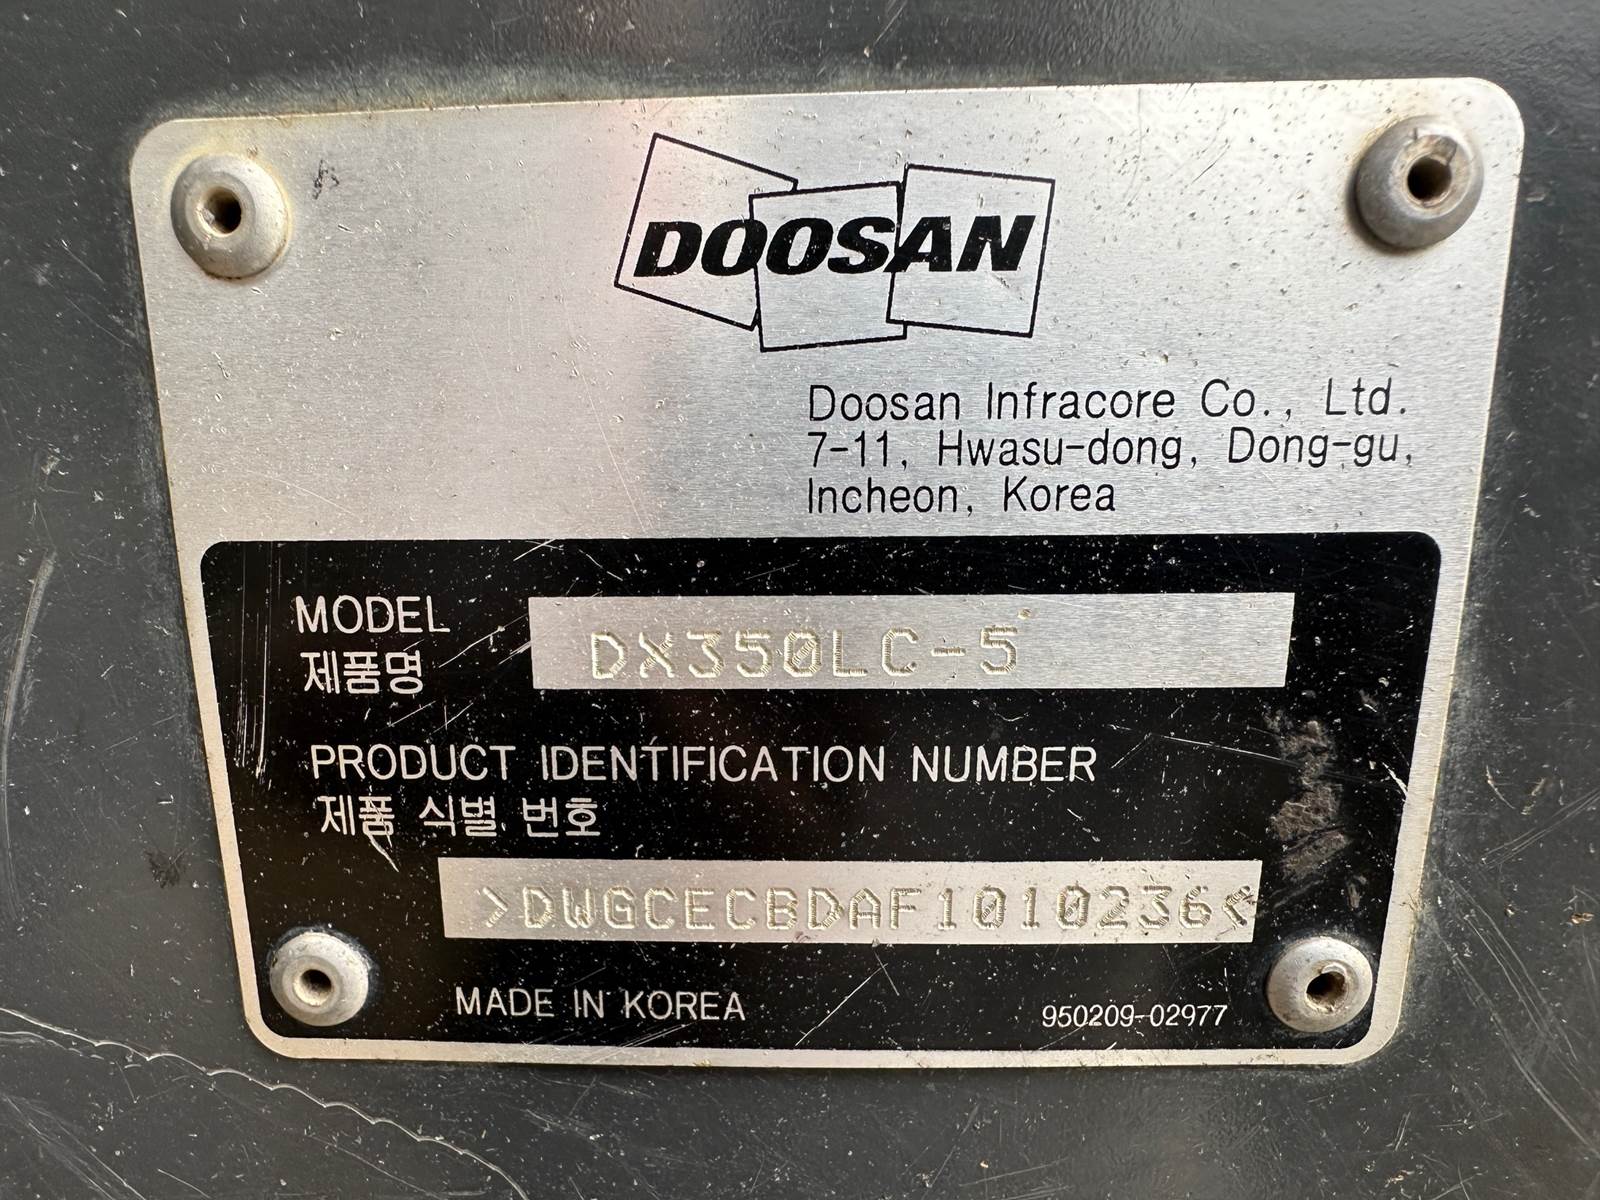 DOOSAN
Doosan Infracore Co., Ltd.
7-11, Hwasu-dong, Dong-gu,
Incheon, Korea
MODEL
제품명
DX350LC-5
PRODUCT IDENTIFICATION NUMBER
제품 식별 번호
>DWGCECBDAF1010236<
MADE IN KOREA
950209-02977